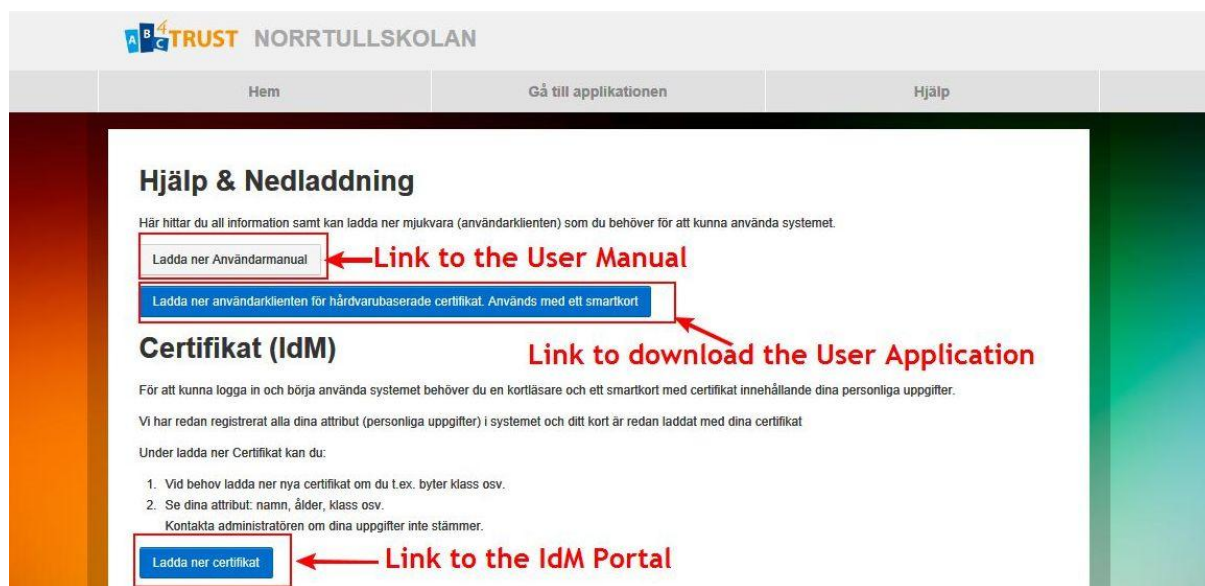 ABC4TRUST NORRTULLSKOLAN
Hem Gå till applikationen Hjälp
Hjälp & Nedladdning
Här hittar du all information samt kan ladda ner mjukvara (användarklienten) som du behöver för att kunna använda systemet.
Ladda ner Användarmanual Link to the User Manual
Ladda ner användarklienten för hårdvarubaserade certifikat. Används med ett smartkort
Certifikat (IdM) Link to download the User Application
För att kunna logga in och börja använda systemet behöver du en kortläsare och ett smartkort med certifikat innehållande dina personliga uppgifter.
Vi har redan registrerat alla dina attribut (personliga uppgifter) i systemet och ditt kort är redan laddat med dina certifikat
Under ladda ner Certifikat kan du:
1. Vid behov ladda ner nya certifikat om du t.ex. byter klass osv.
2. Se dina attribut: namn, ålder, klass osv.
Kontakta administratören om dina uppgifter inte stämmer.
Ladda ner certifikat Link to the IdM Portal